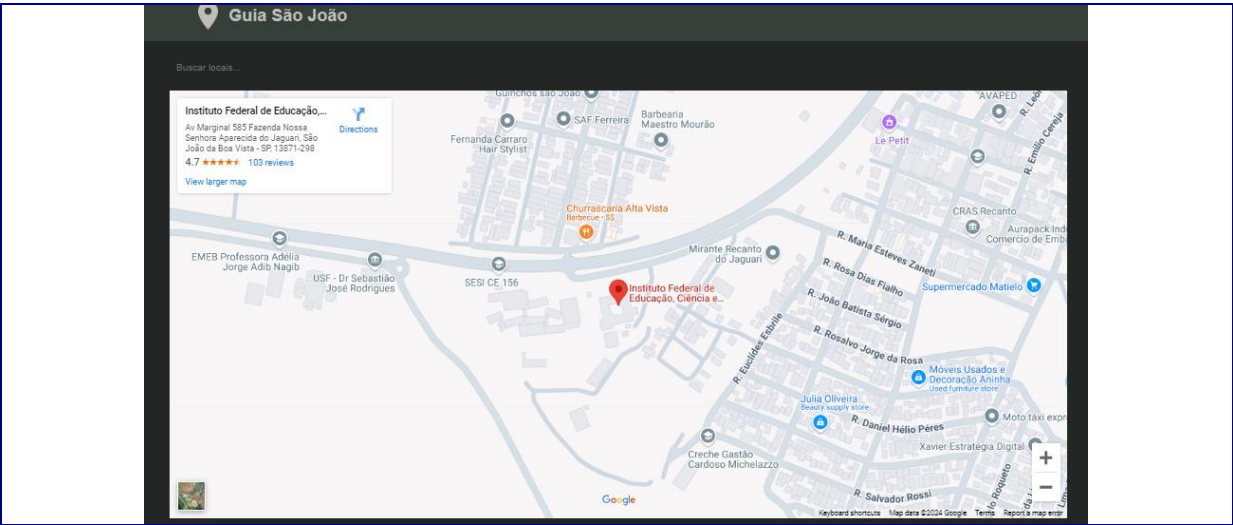 Guia São João
Buscar locais...
Instituto Federal de Educação,...
Directions
Av Marginal 585 Fazenda Nossa
Senhora Aparecida do Jaguari, São
João da Boa Vista - SP, 13871-298
4.7
103 reviews
View larger map
Guinchos são João
SAF Ferreira
Barbearia
Maestro Mourão
Fernanda Carraro
Hair Stylist
Le Petit
AVAPED
R. Emilio Cereja
Churrascaria Alta Vista
Barbecue - $$
CRAS Recanto
Aurapack Ind
Comercio de Emb
EMEB Professora Adélia
Jorge Adib Nagib
USF - Dr Sebastião
José Rodrigues
SESI CE 156
Mirante Recanto
do Jaguari
R. Maria Esteves Zaneti
R. Rosa Dias Fialho
Supermercado Matielo
Instituto Federal de
Educação, Ciência e...
R. João Batista Sérgio
R. Rosalvo Jorge da Rosa
R. Euclídes Esbrile
Móveis Usados e
Decoração Aninha
Used furniture store
Julia Oliveira
Beauty supply store
R. Daniel Hélio Péres
Moto táxi expr
Xavier Estratégia Digital
Creche Gastão
Cardoso Michelazzo
R. Salvador Rossi
Google
Keyboard shortcuts
Map data ©2024 Google
Terms
Report a map error